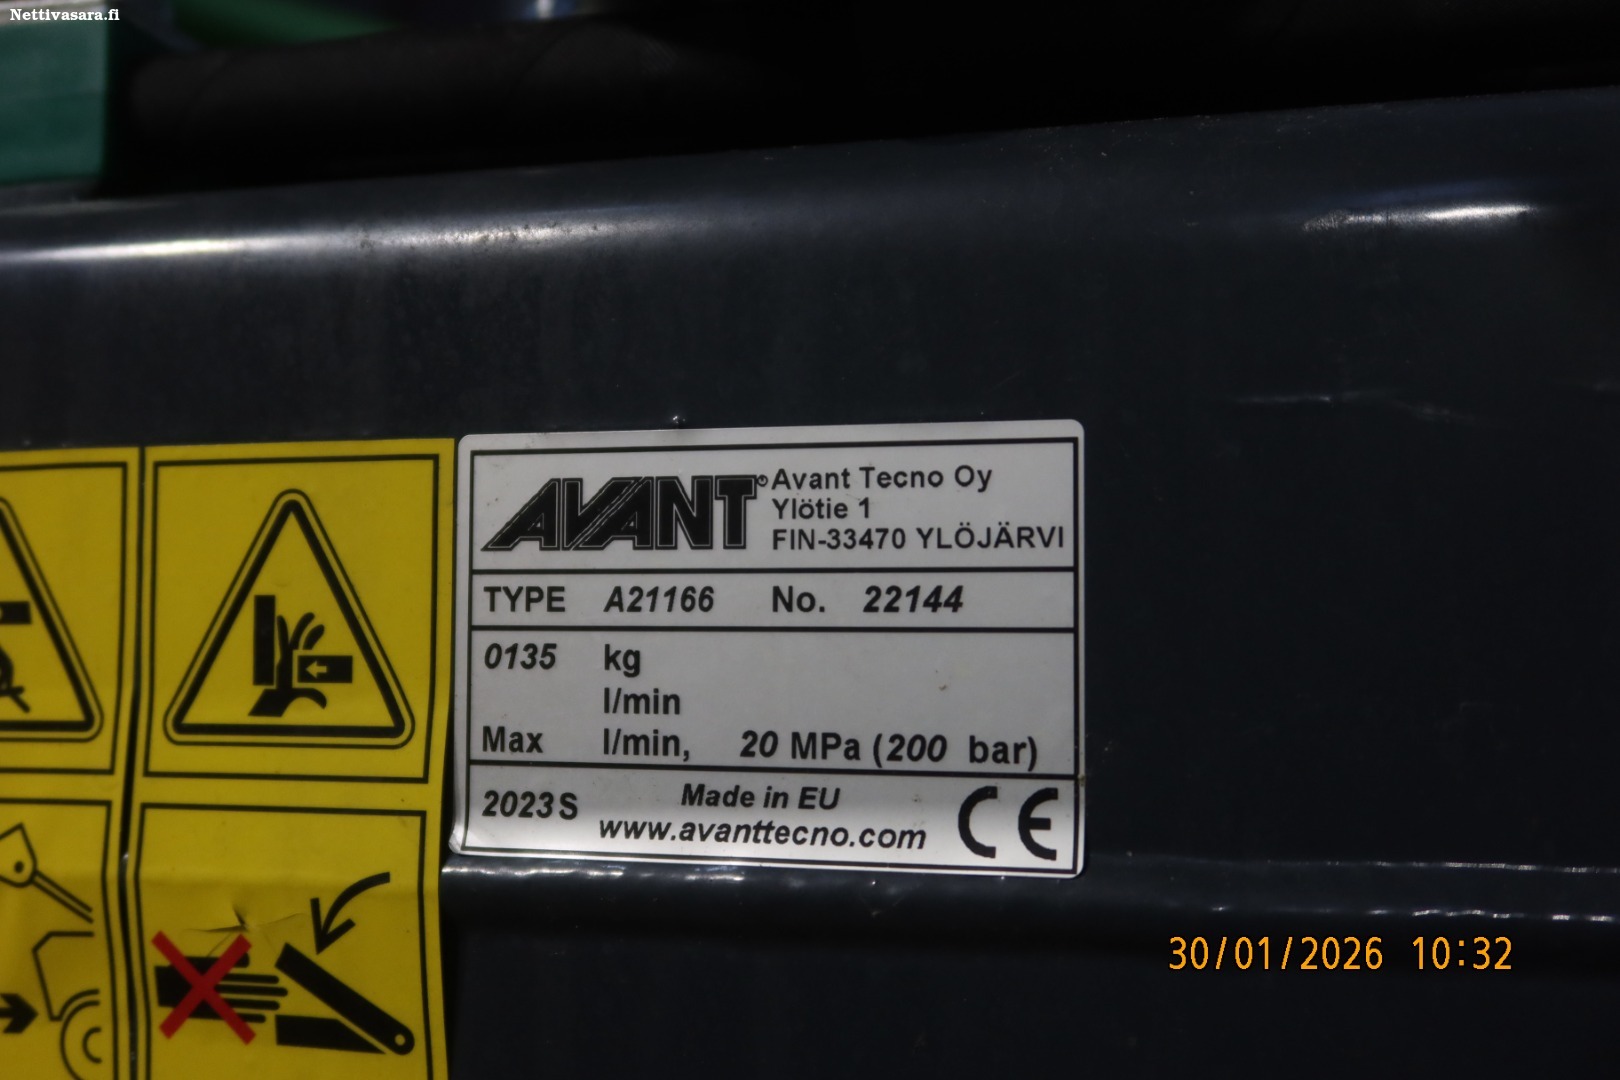 Nettivasara.fi
AVANT® Avant Tecno Oy
Ylötie 1
FIN-33470 YLÖJÄRVI
TYPE A21166 No. 22144
0135 kg
l/min
Max l/min, 20 MPa (200 bar)
2023S Made in EU
www.avanttecno.com CE
30/01/2026 10:32